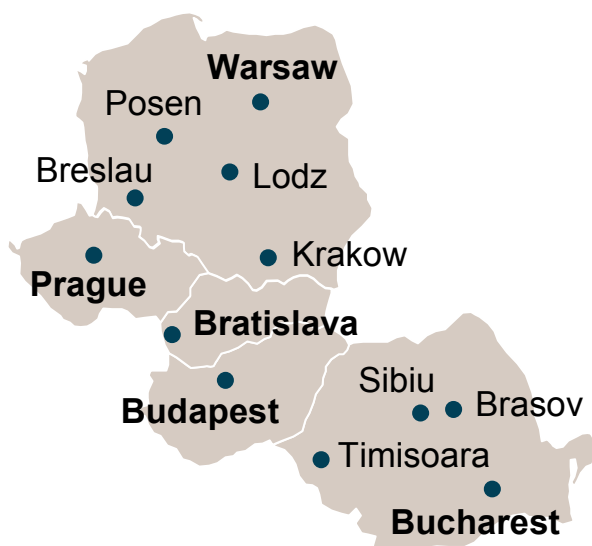 Warsaw
Posen
Breslau
Lodz
Krakow
Prague
Bratislava
Sibiu
Budapest
Brasov
Timisoara
Bucharest